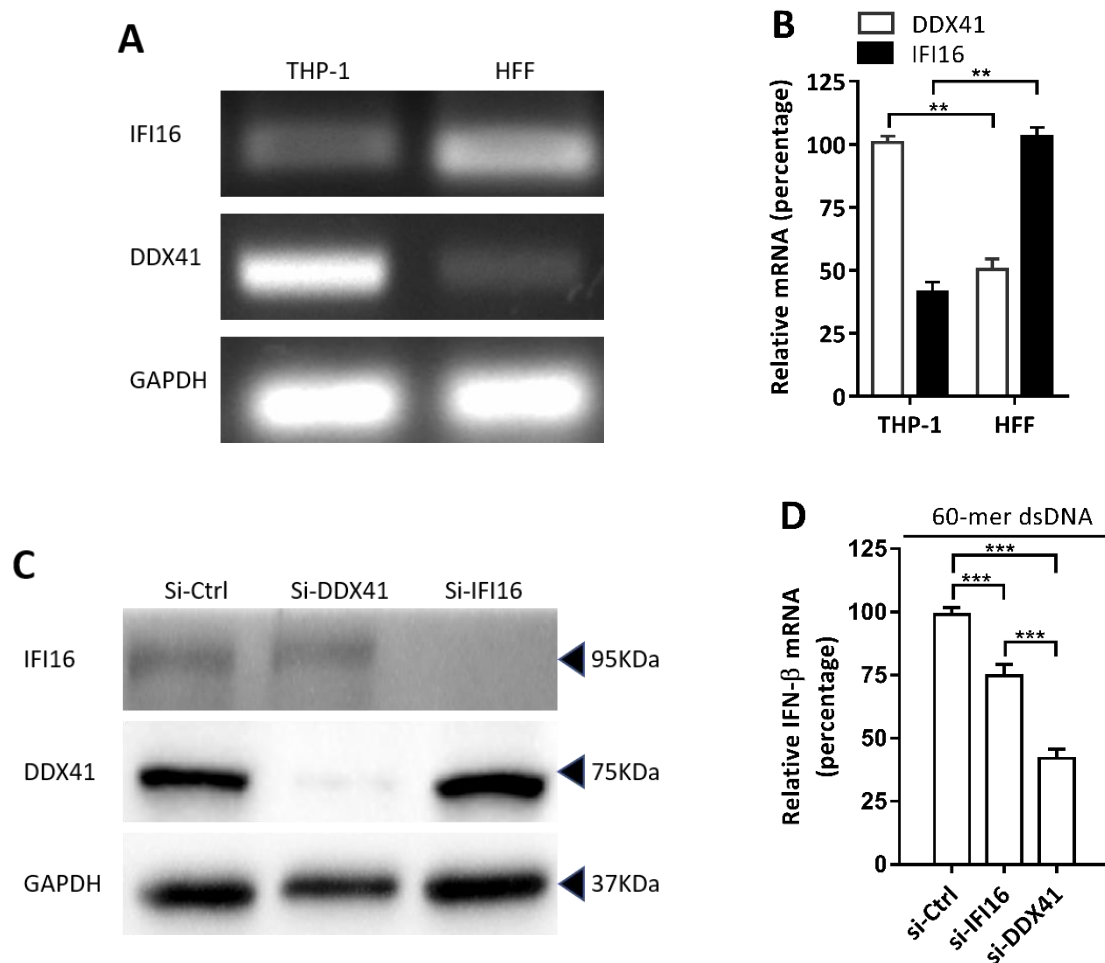 A
THP-1 HFF
IFI16
DDX41
GAPDH
B
DDX41
IFI16
Relative mRNA (percentage)
125
100
75
50
25
0
**
**
THP-1 HFF
C
Si-Ctrl Si-DDX41 Si-IFI16
IFI16 95KDa
DDX41 75KDa
GAPDH 37KDa
D
60-mer dsDNA
Relative IFN-β mRNA
(percentage)
125
100
75
50
25
0
***
***
***
si-Ctrl
si-IFI16
si-DDX41